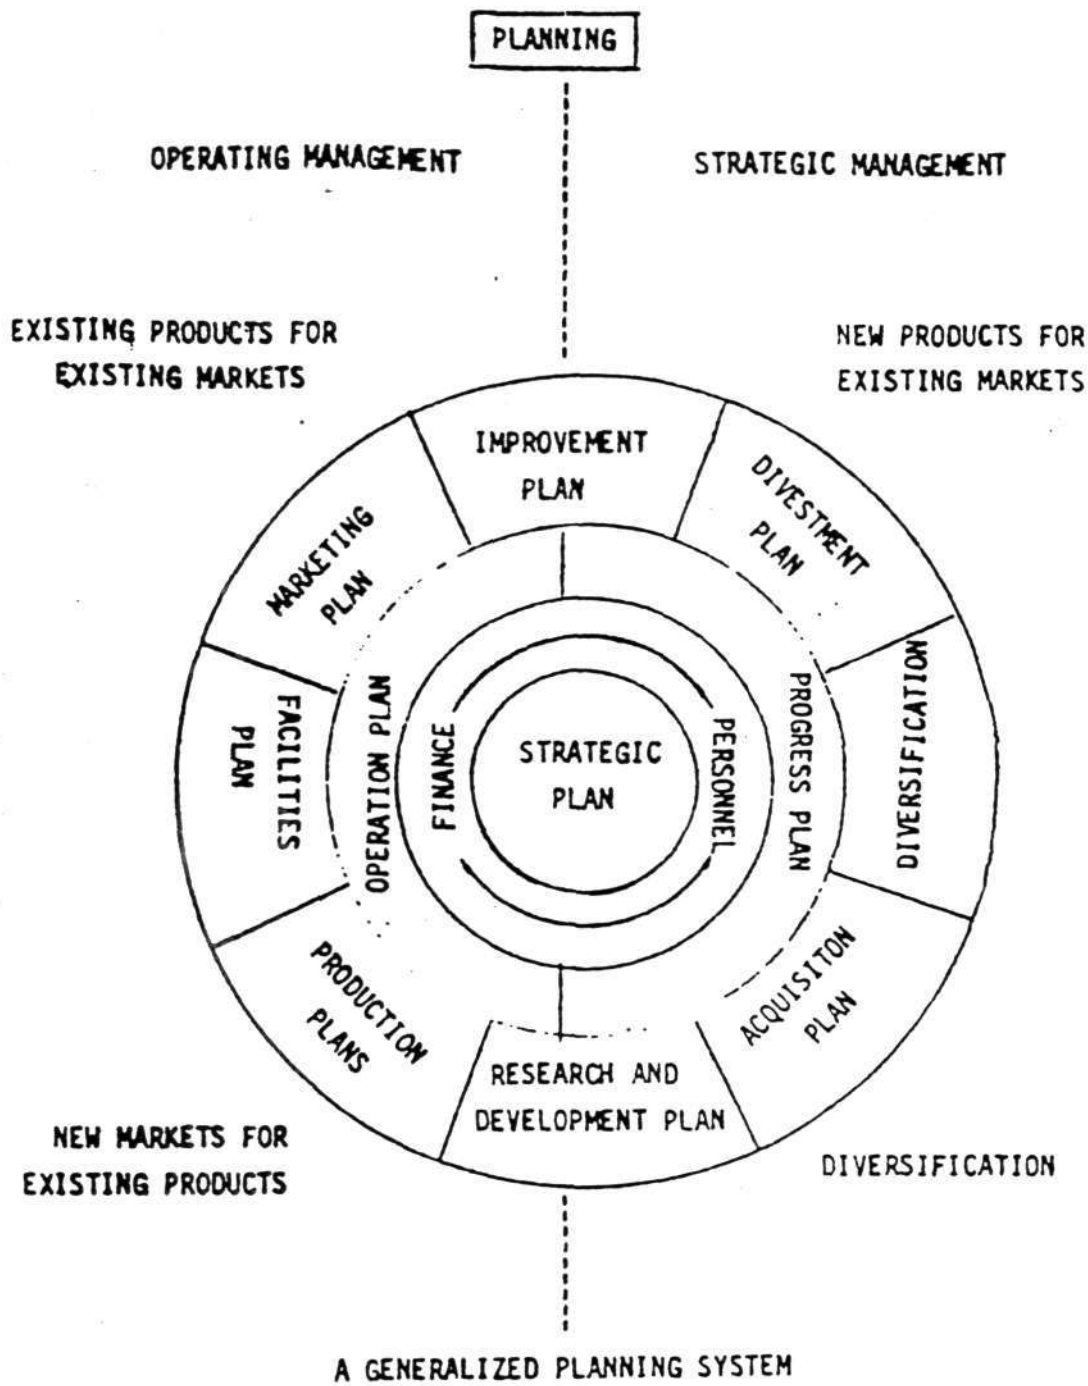 PLANNING
OPERATING MANAGEMENT
STRATEGIC MANAGEMENT
EXISTING PRODUCTS FOR
EXISTING MARKETS
NEW PRODUCTS FOR
EXISTING MARKETS
IMPROVEMENT
PLAN
MARKETING
PLAN
DIVESTMENT
PLAN
FACILITIES
PLAN
OPERATION PLAN
FINANCE
STRATEGIC
PLAN
PERSONNEL
PROGRESS PLAN
DIVERSIFICATION
PRODUCTION
PLANS
ACQUISITON
PLAN
RESEARCH AND
DEVELOPMENT PLAN
NEW MARKETS FOR
EXISTING PRODUCTS
DIVERSIFICATION
A GENERALIZED PLANNING SYSTEM